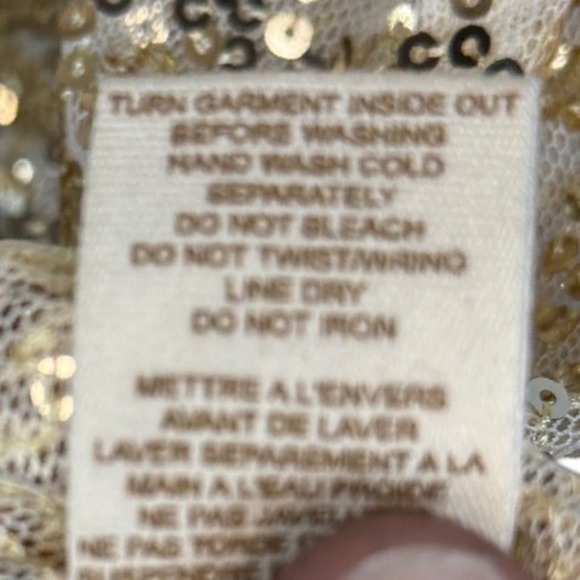 TURN GARMENT INSIDE OUT
BEFORE WASHING
HAND WASH COLD
SEPARATELY
DO NOT BLEACH
DO NOT TWIST/WRING
LINE DRY
DO NOT IRON
METTRE A L'ENVERS
AVANT DE LAVER
LAVER SEPAREMENT A LA
MAIN A L'EAU FROIDE
NE PAS
NE PAS TORDRE